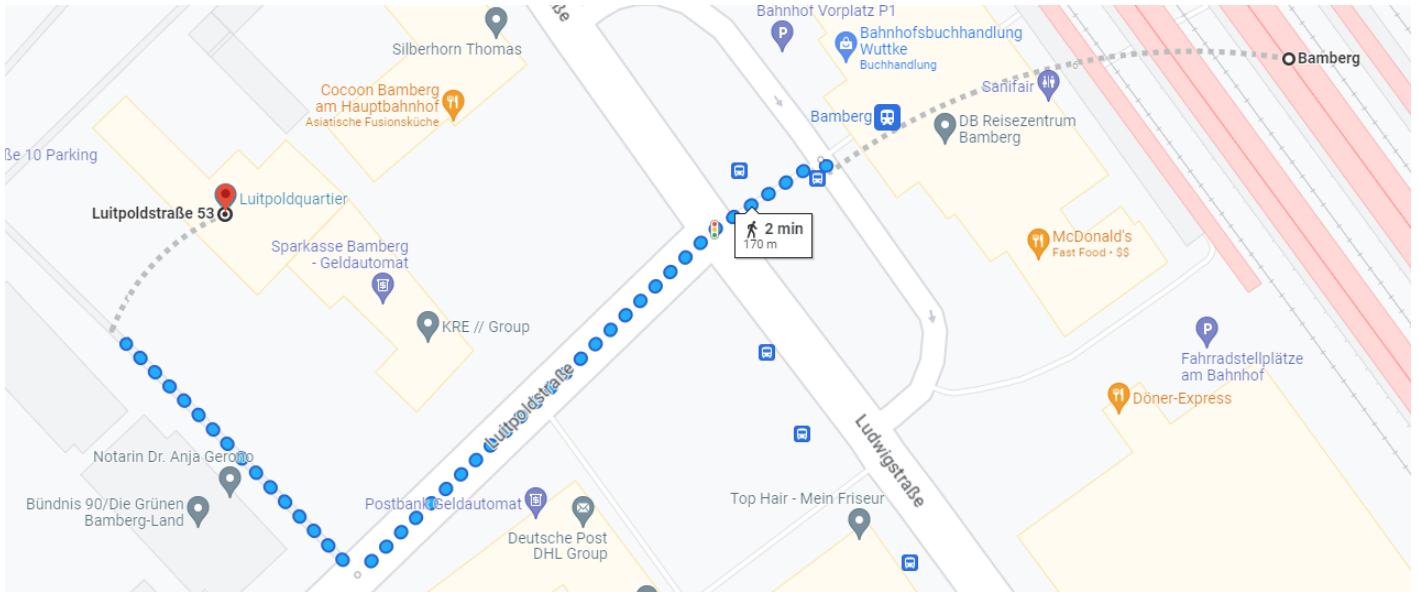 Straße
Bahnhof Vorplatz P1
Silberhorn Thomas
Bahnhofsbuchhandlung
Wuttke
Buchhandlung
Bamberg
Cocoon Bamberg
am Hauptbahnhof
Asiatische Fusionsküche
Sanifair
Bamberg
DB Reisezentrum
Bamberg
ße 10 Parking
Luitpoldquartier
Luitpoldstraße 53
2 min
170 m
Sparkasse Bamberg
- Geldautomat
McDonald's
Fast Food • $$
KRE // Group
Fahrradstellplätze
am Bahnhof
Luitpoldstraße
Döner-Express
Ludwigstraße
Notarin Dr. Anja Gerono
Bündnis 90/Die Grünen
Bamberg-Land
Postbank Geldautomat
Top Hair - Mein Friseur
Deutsche Post
DHL Group